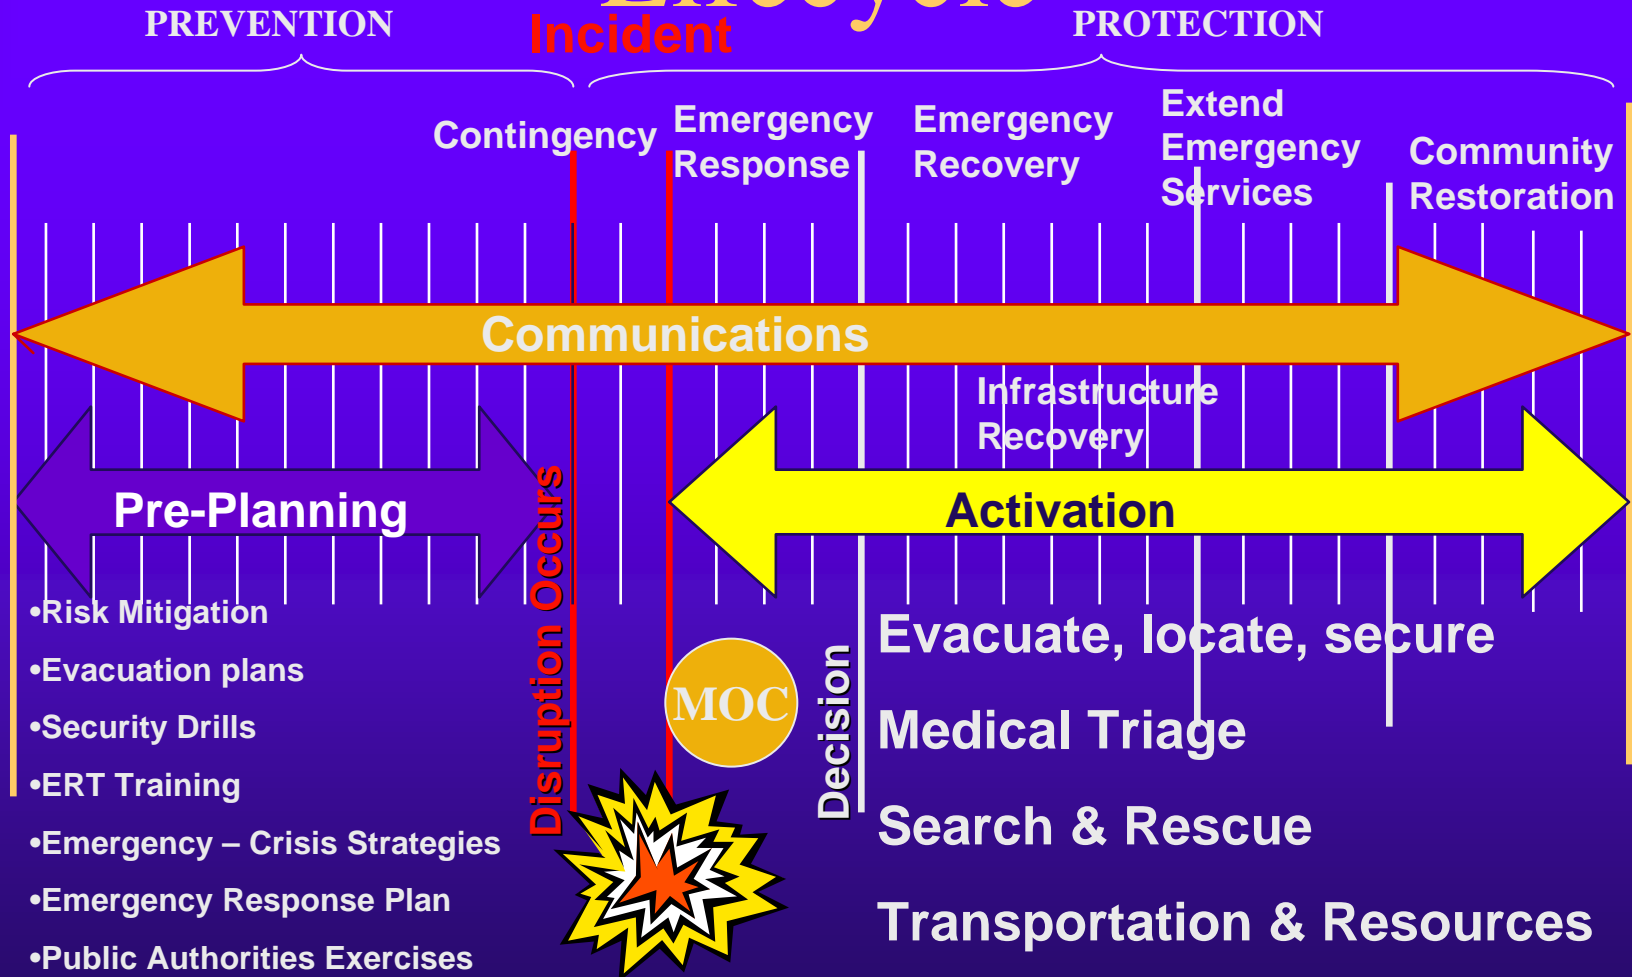 Lifecycle
PREVENTION
Incident
PROTECTION
Contingency
Emergency
Response
Emergency
Recovery
Extend
Emergency
Services
Community
Restoration
Communications
Infrastructure
Recovery
Pre-Planning
Activation
Disruption Occurs
MOC
Decision
•Risk Mitigation
•Evacuation plans
•Security Drills
•ERT Training
•Emergency – Crisis Strategies
•Emergency Response Plan
•Public Authorities Exercises
Evacuate, locate, secure
Medical Triage
Search & Rescue
Transportation & Resources